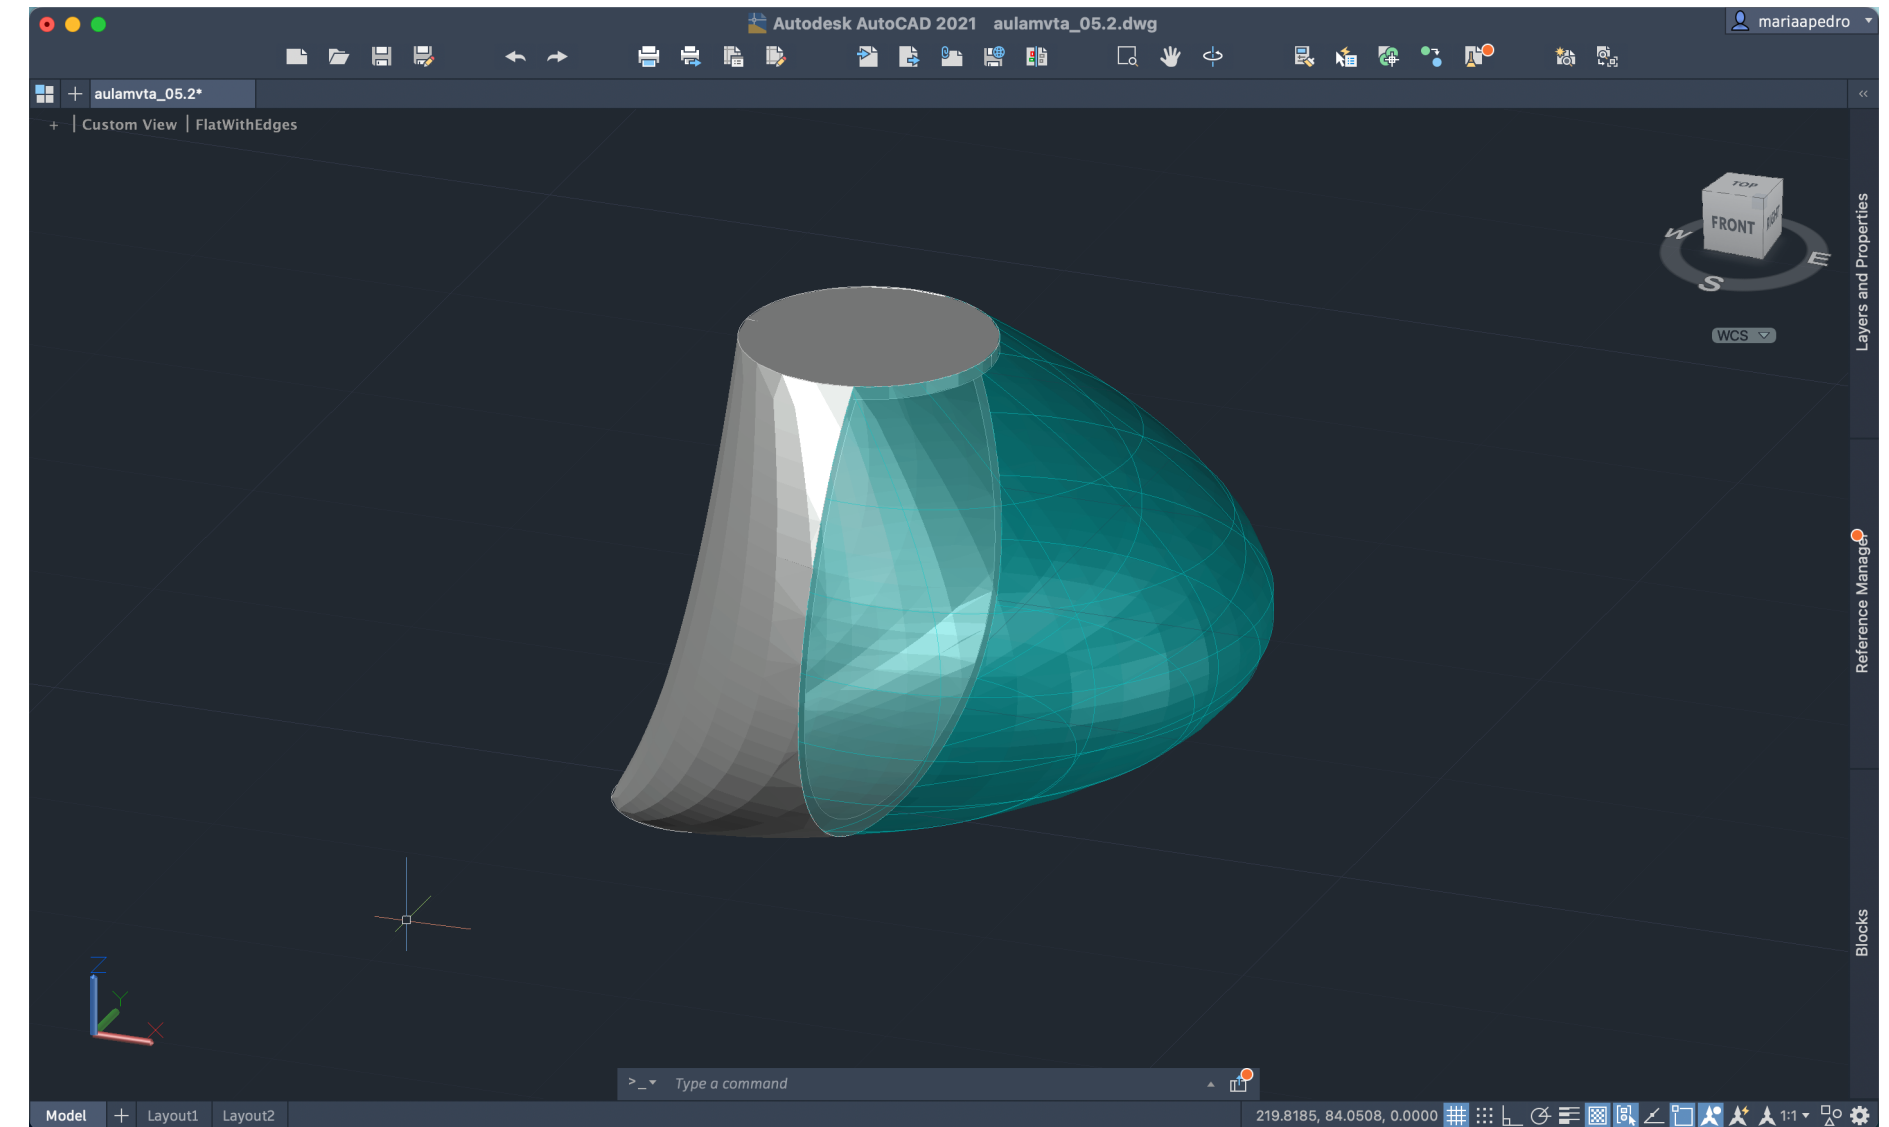 Autodesk AutoCAD 2021 aulamvta_05.2.dwg
mariaapedro
aulamvta_05.2*
+ | Custom View | FlatWithEdges
TOP
FRONT
RIGHT
W
S
E
WCS
Layers and Properties
Reference Manager
Blocks
Z
Y
X
>_ Type a command
Model
Layout1
Layout2
219.8185, 84.0508, 0.0000
1:1